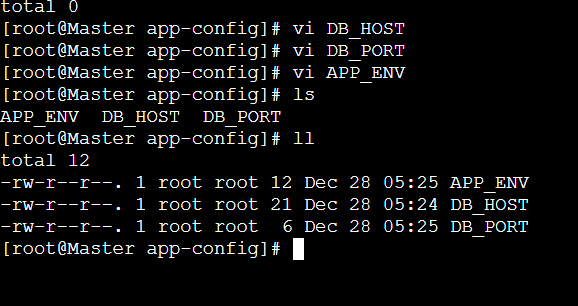 total 0
[root@Master app-config]# vi DB_HOST
[root@Master app-config]# vi DB_PORT
[root@Master app-config]# vi APP_ENV
[root@Master app-config]# ls
APP_ENV  DB_HOST  DB_PORT
[root@Master app-config]# ll
total 12
-rw-r--r--. 1 root root 12 Dec 28 05:25 APP_ENV
-rw-r--r--. 1 root root 21 Dec 28 05:24 DB_HOST
-rw-r--r--. 1 root root  6 Dec 28 05:25 DB_PORT
[root@Master app-config]#